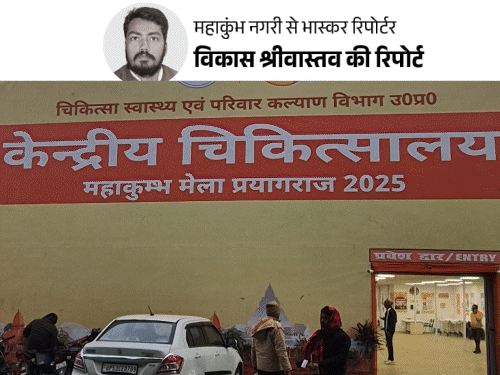 महाकुंभ नगरी से भास्कर रिपोर्टर
विकास श्रीवास्तव की रिपोर्ट
चिकित्सा स्वास्थ्य एवं परिवार कल्याण विभाग उ0प्र0
केन्द्रीय चिकित्सालय
महाकुम्भ मेला प्रयागराज 2025
प्रवेश द्वार/ENTRY